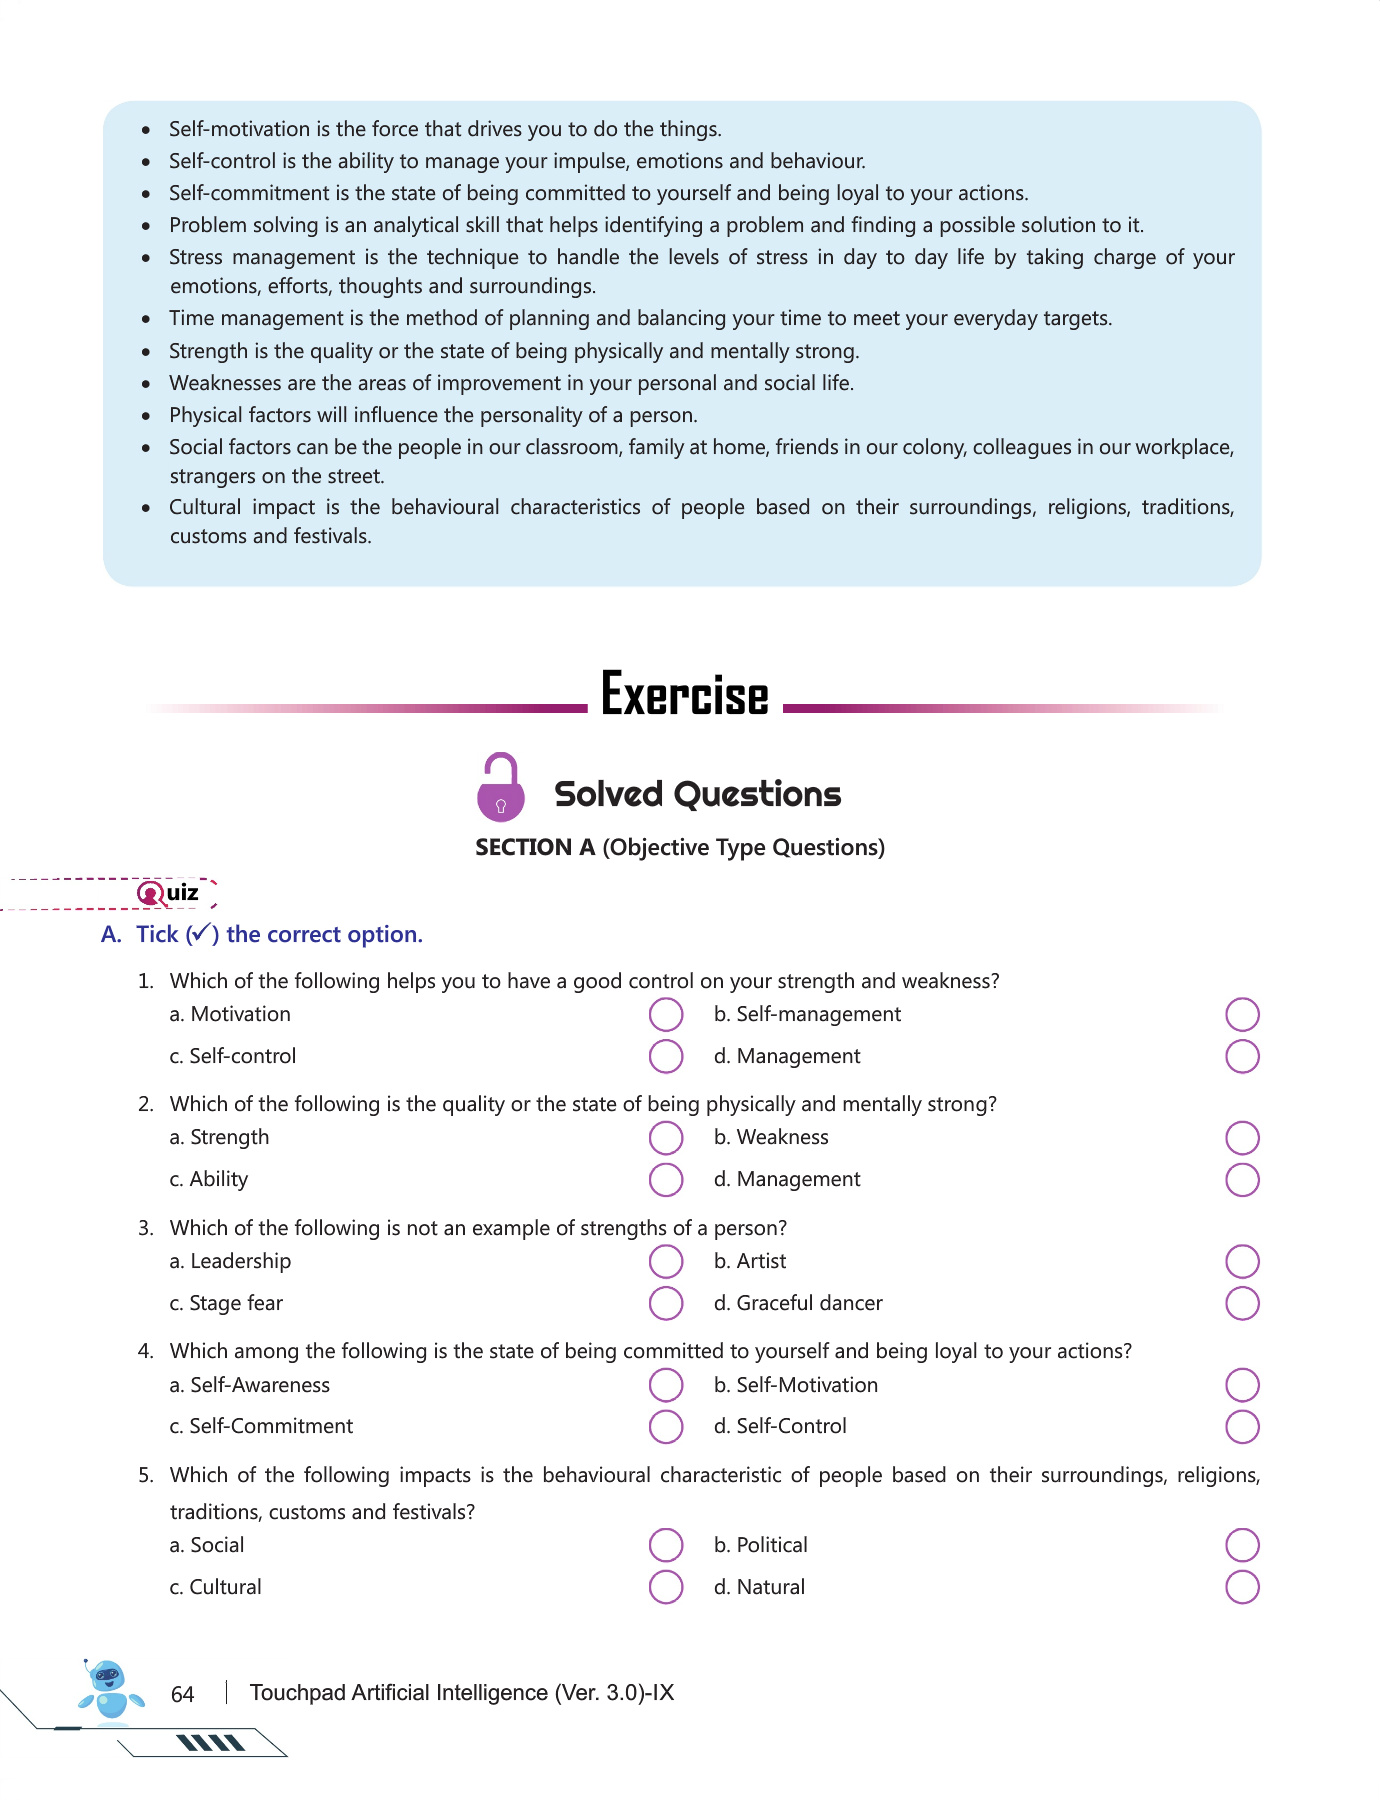 • Self-motivation is the force that drives you to do the things.
• Self-control is the ability to manage your impulse, emotions and behaviour.
• Self-commitment is the state of being committed to yourself and being loyal to your actions.
• Problem solving is an analytical skill that helps identifying a problem and finding a possible solution to it.
• Stress management is the technique to handle the levels of stress in day to day life by taking charge of your
emotions, efforts, thoughts and surroundings.
• Time management is the method of planning and balancing your time to meet your everyday targets.
• Strength is the quality or the state of being physically and mentally strong.
• Weaknesses are the areas of improvement in your personal and social life.
• Physical factors will influence the personality of a person.
• Social factors can be the people in our classroom, family at home, friends in our colony, colleagues in our workplace,
strangers on the street.
• Cultural impact is the behavioural characteristics of people based on their surroundings, religions, traditions,
customs and festivals.
Exercise
Solved Questions
SECTION A (Objective Type Questions)
Quiz
A. Tick (✓) the correct option.
1. Which of the following helps you to have a good control on your strength and weakness?
a. Motivation b. Self-management
c. Self-control d. Management
2. Which of the following is the quality or the state of being physically and mentally strong?
a. Strength b. Weakness
c. Ability d. Management
3. Which of the following is not an example of strengths of a person?
a. Leadership b. Artist
c. Stage fear d. Graceful dancer
4. Which among the following is the state of being committed to yourself and being loyal to your actions?
a. Self-Awareness b. Self-Motivation
c. Self-Commitment d. Self-Control
5. Which of the following impacts is the behavioural characteristic of people based on their surroundings, religions,
traditions, customs and festivals?
a. Social b. Political
c. Cultural d. Natural
64 | Touchpad Artificial Intelligence (Ver. 3.0)-IX